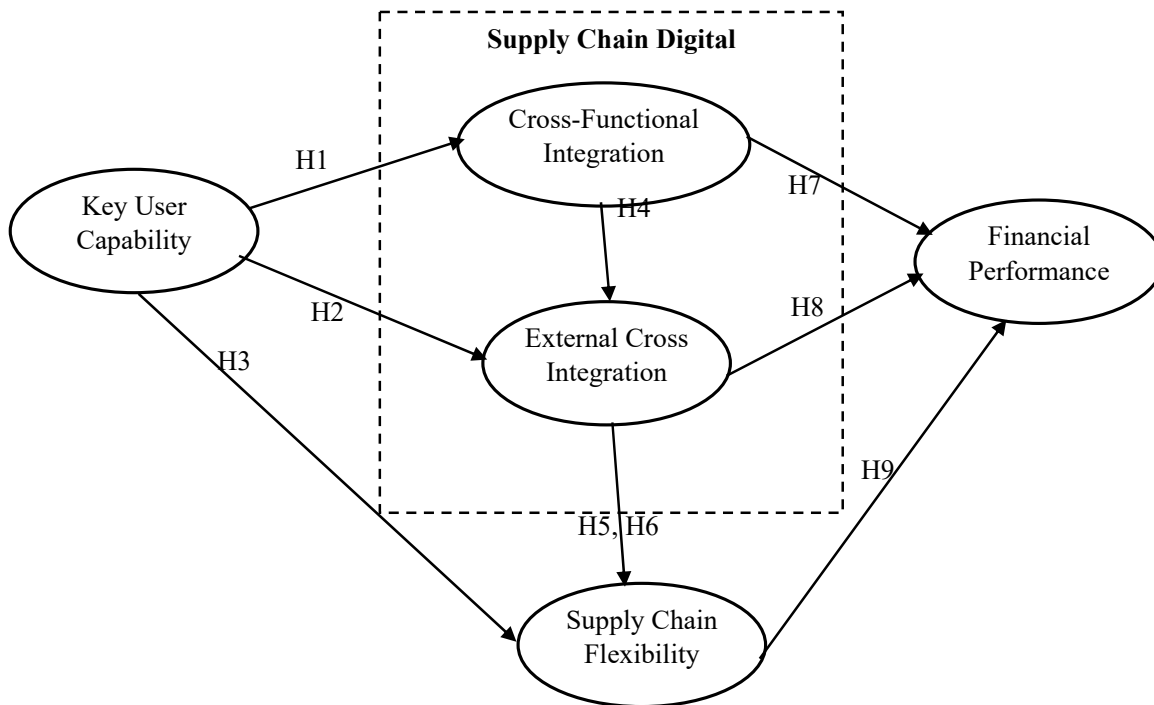 Supply Chain Digital
Cross-Functional
Integration
H1
H7
H4
Key User
Capability
Financial
Performance
H2
H8
External Cross
Integration
H3
H9
H5, H6
Supply Chain
Flexibility